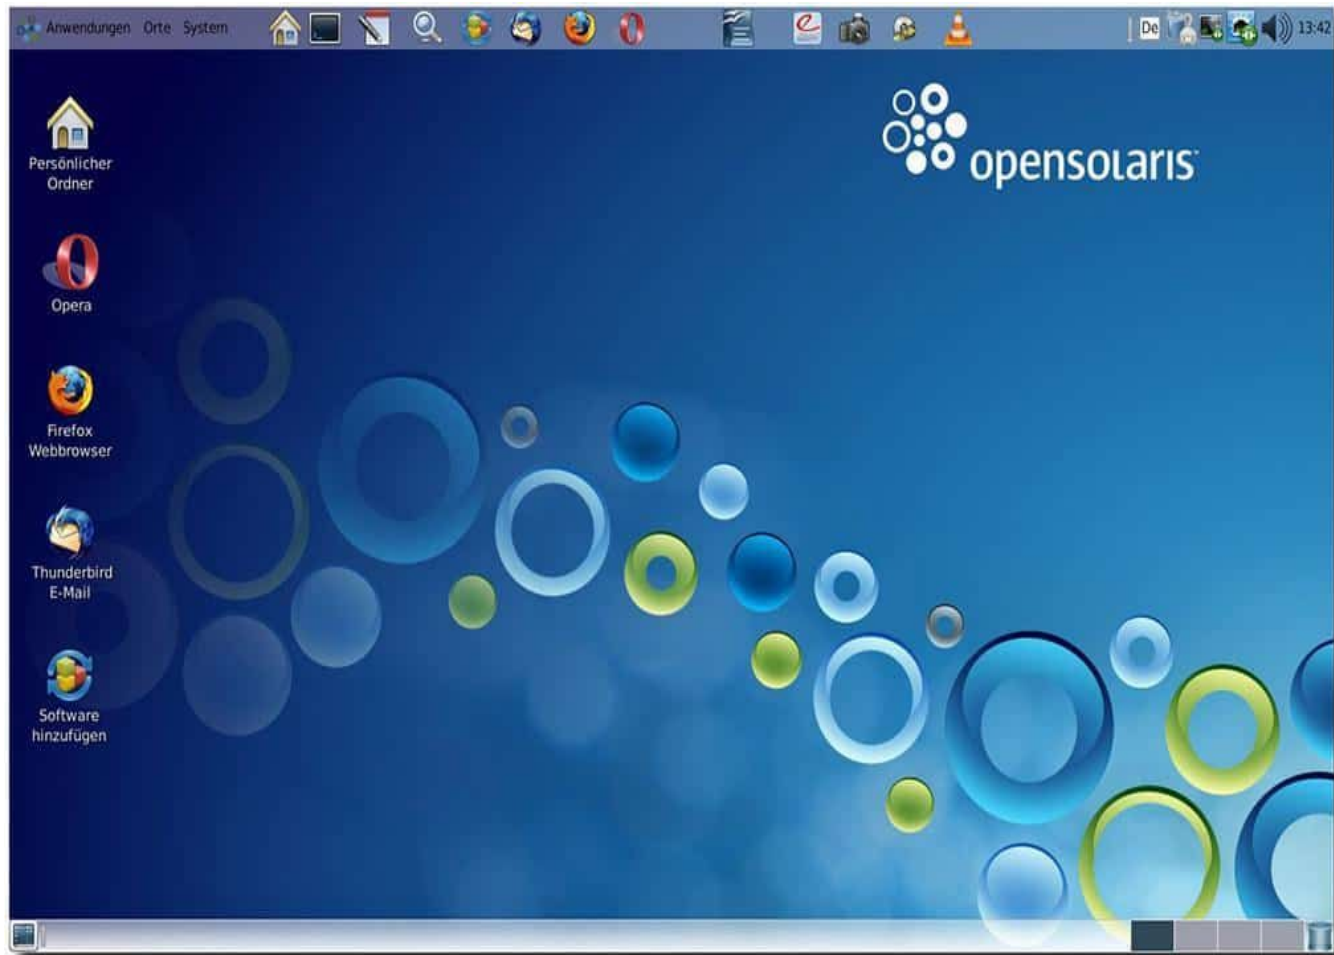 Anwendungen Orte System
De
13:42
opensolaris
Persönlicher
Ordner
Opera
Firefox
Webbrowser
Thunderbird
E-Mail
Software
hinzufügen